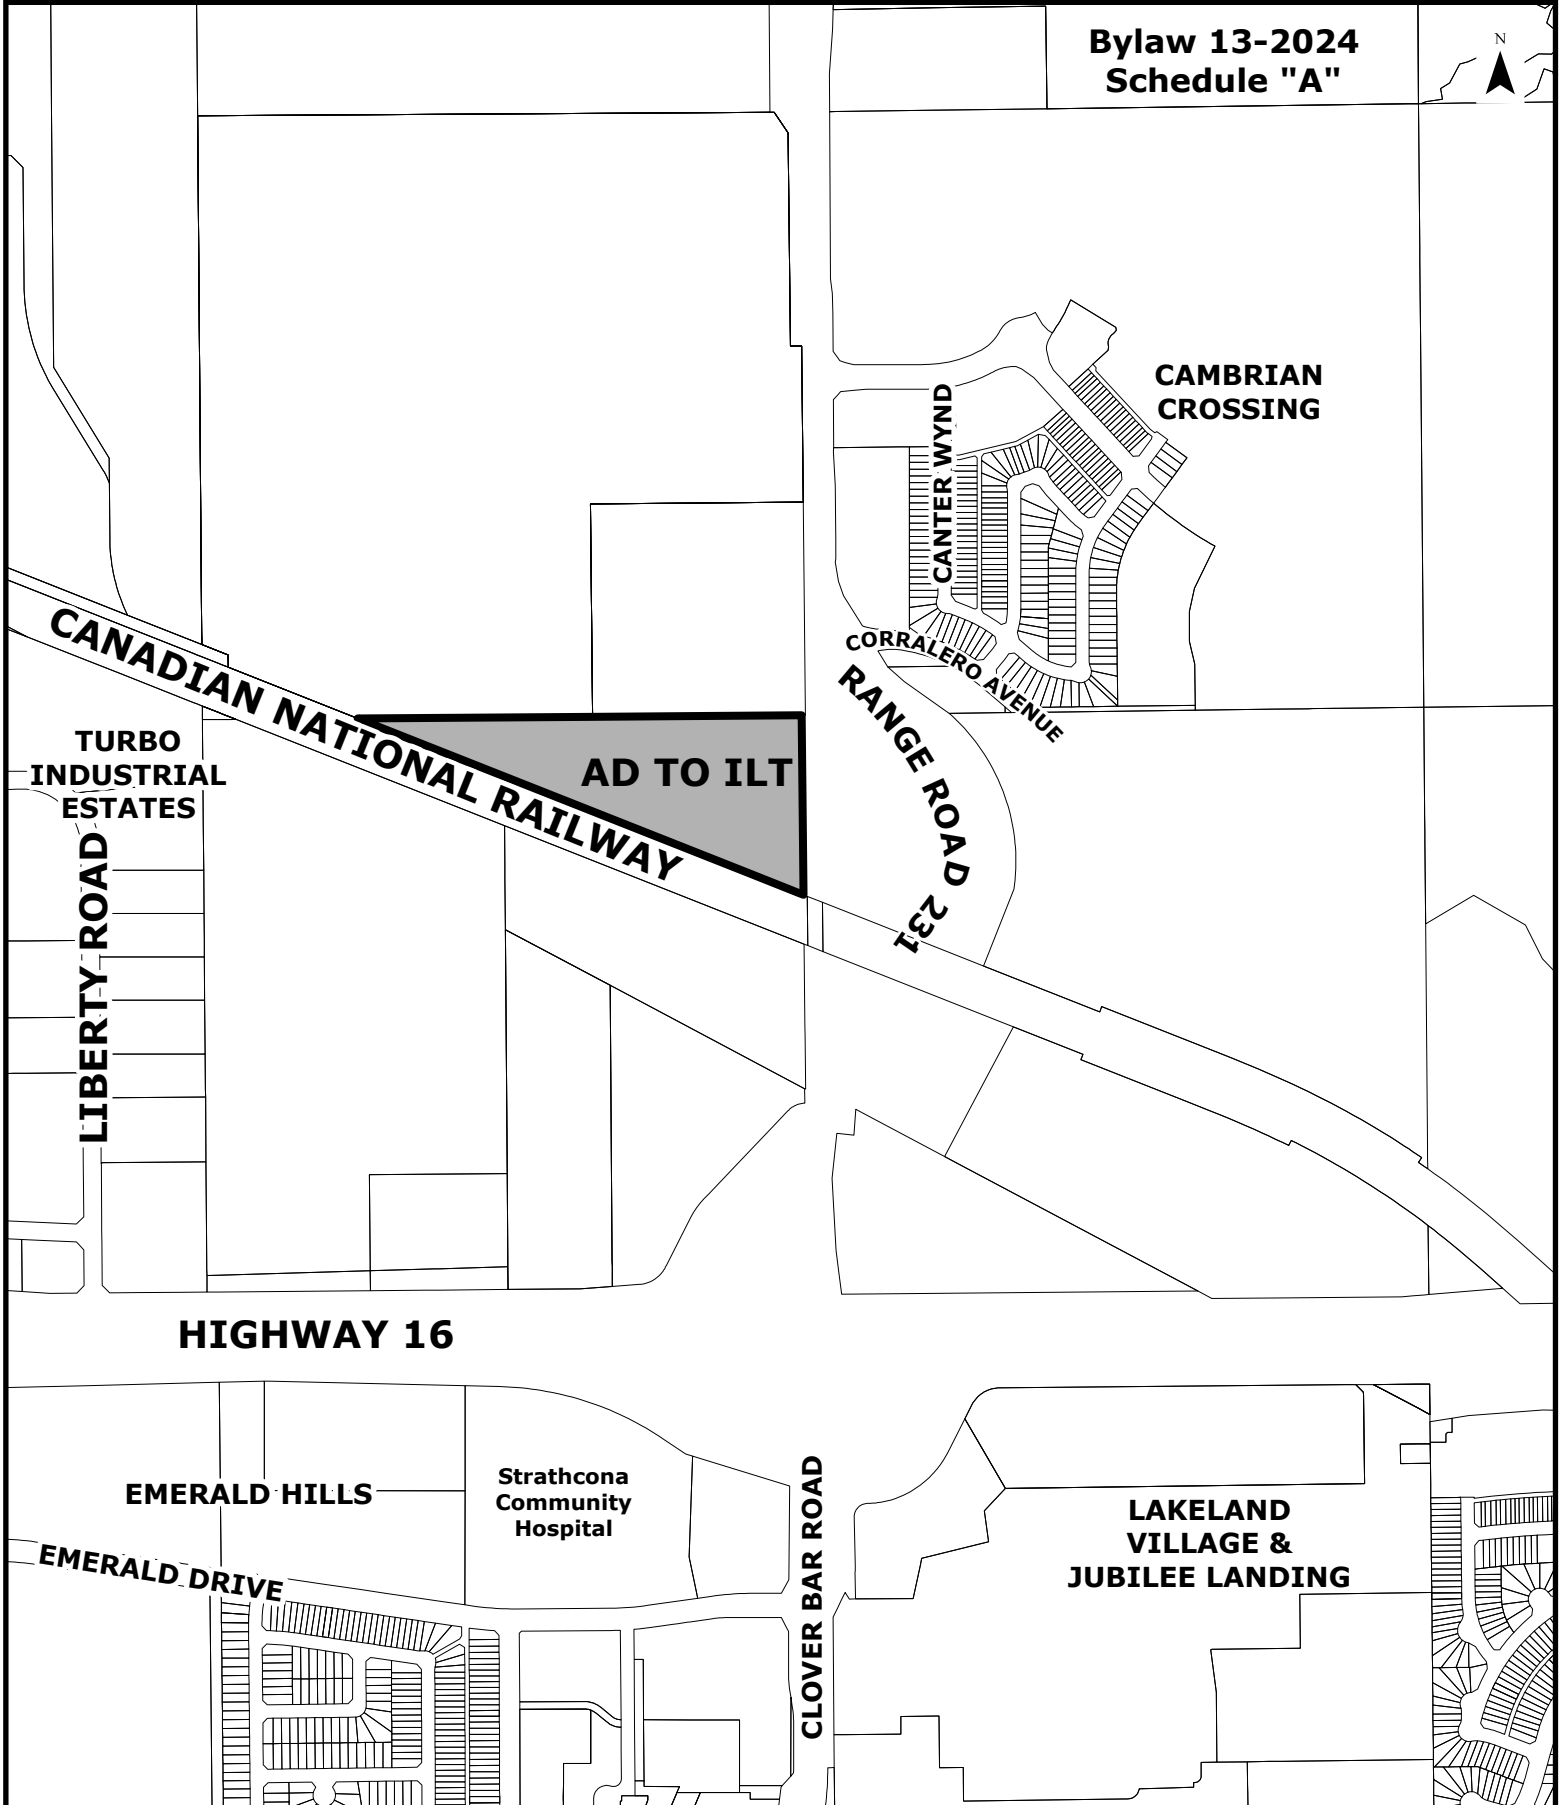 Bylaw 13-2024
Schedule "A"
N
CAMBRIAN
CROSSING
CANTER WYND
CORRALERO AVENUE
CANADIAN NATIONAL RAILWAY
RANGE ROAD 231
TURBO
INDUSTRIAL
ESTATES
AD TO ILT
LIBERTY ROAD
HIGHWAY 16
EMERALD HILLS
Strathcona
Community
Hospital
CLOVER BAR ROAD
LAKELAND
VILLAGE &
JUBILEE LANDING
EMERALD DRIVE